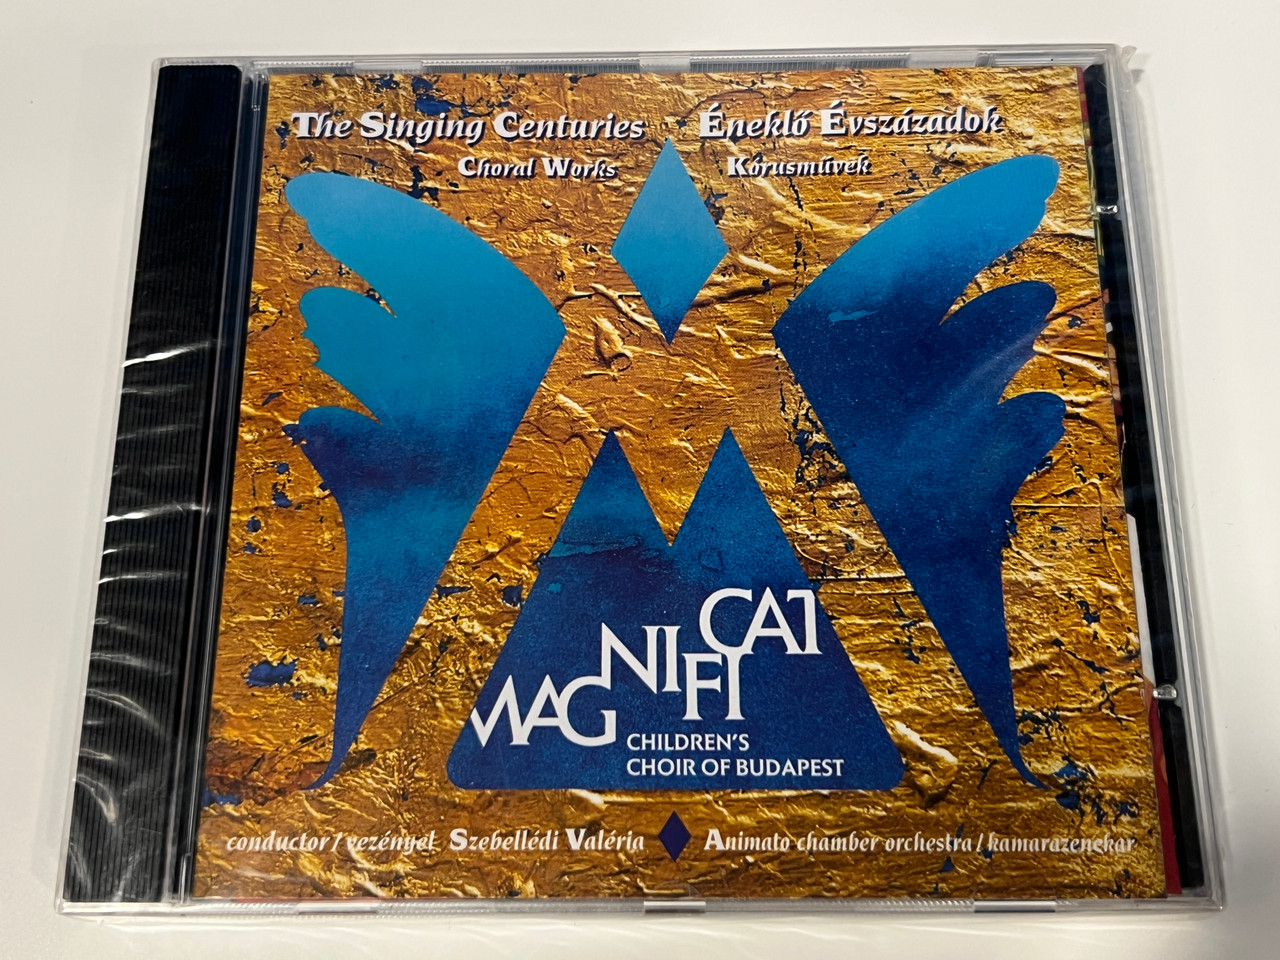 The Singing Centuries
Choral Works
Éneklő Évszázadok
Kórusművek
MAGNIFICAT
CHILDREN'S
CHOIR OF BUDAPEST
conductor/vezényel Szebellédi Valéria
Animato chamber orchestra/kamarazenekar